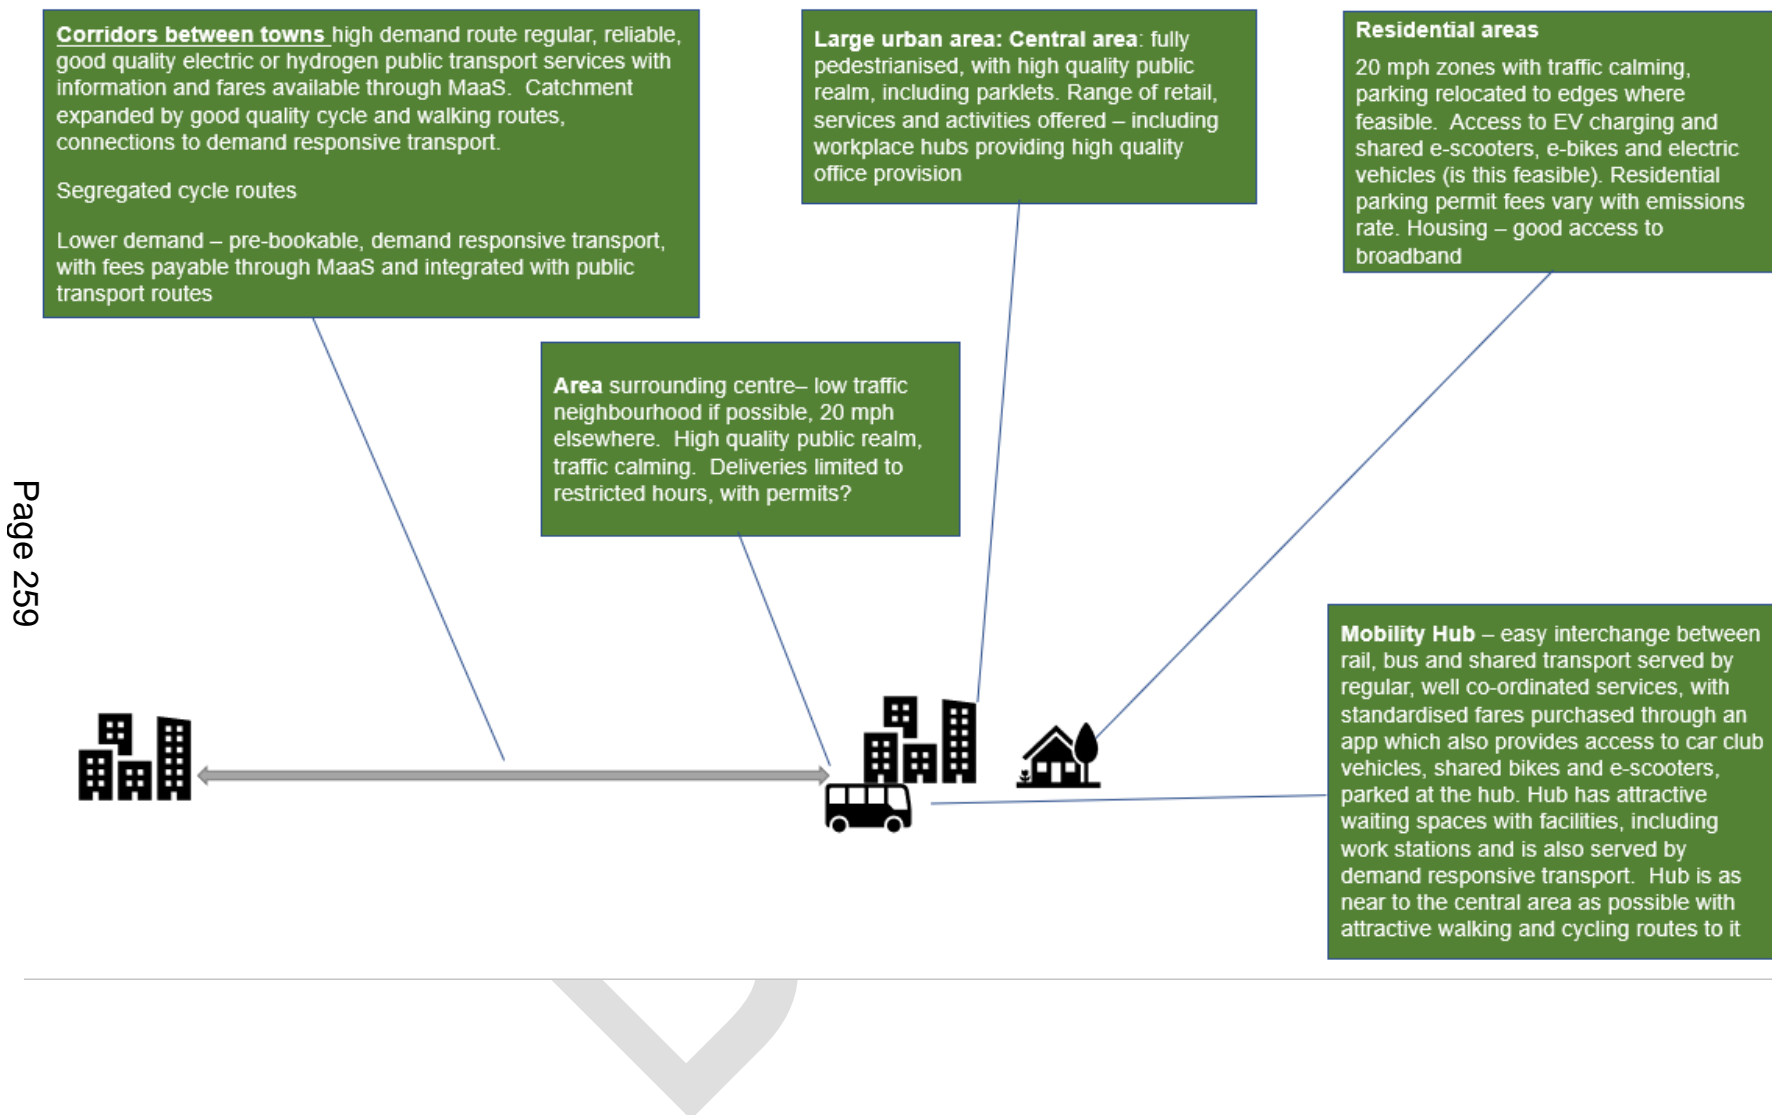 Corridors between towns high demand route regular, reliable,
good quality electric or hydrogen public transport services with
information and fares available through MaaS.  Catchment
expanded by good quality cycle and walking routes,
connections to demand responsive transport.
Segregated cycle routes
Lower demand – pre-bookable, demand responsive transport,
with fees payable through MaaS and integrated with public
transport routes
Large urban area: Central area: fully
pedestrianised, with high quality public
realm, including parklets. Range of retail,
services and activities offered – including
workplace hubs providing high quality
office provision
Residential areas
20 mph zones with traffic calming,
parking relocated to edges where
feasible.  Access to EV charging and
shared e-scooters, e-bikes and electric
vehicles (is this feasible). Residential
parking permit fees vary with emissions
rate. Housing – good access to
broadband
Area surrounding centre– low traffic
neighbourhood if possible, 20 mph
elsewhere.  High quality public realm,
traffic calming.  Deliveries limited to
restricted hours, with permits?
Page 259
Mobility Hub – easy interchange between
rail, bus and shared transport served by
regular, well co-ordinated services, with
standardised fares purchased through an
app which also provides access to car club
vehicles, shared bikes and e-scooters,
parked at the hub. Hub has attractive
waiting spaces with facilities, including
work stations and is also served by
demand responsive transport.  Hub is as
near to the central area as possible with
attractive walking and cycling routes to it